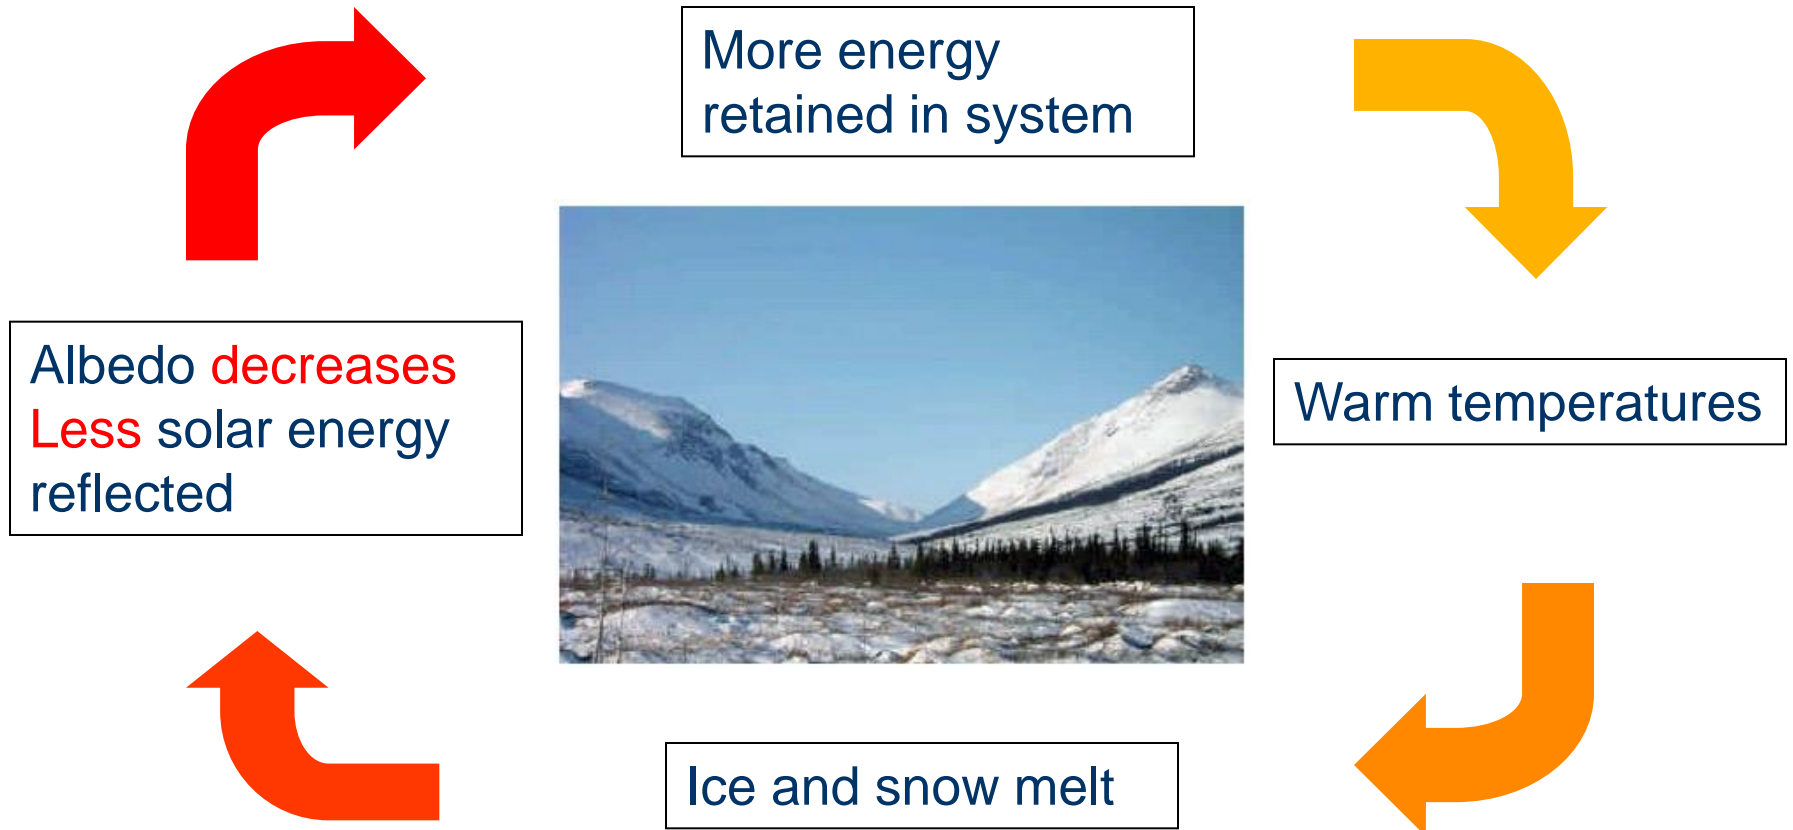 More energy
retained in system
Albedo decreases
Less solar energy
reflected
Warm temperatures
Ice and snow melt